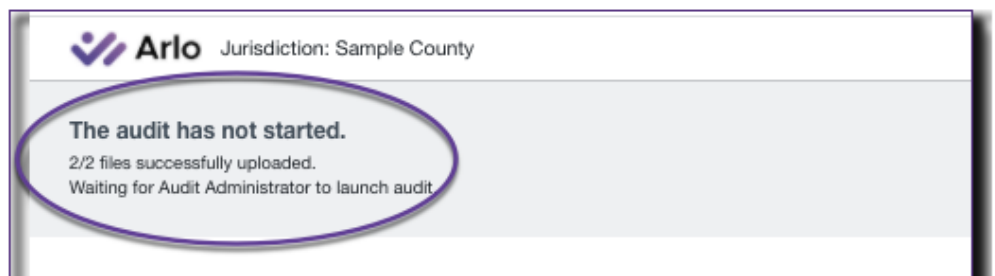 Arlo Jurisdiction: Sample County
The audit has not started.
2/2 files successfully uploaded.
Waiting for Audit Administrator to launch audit